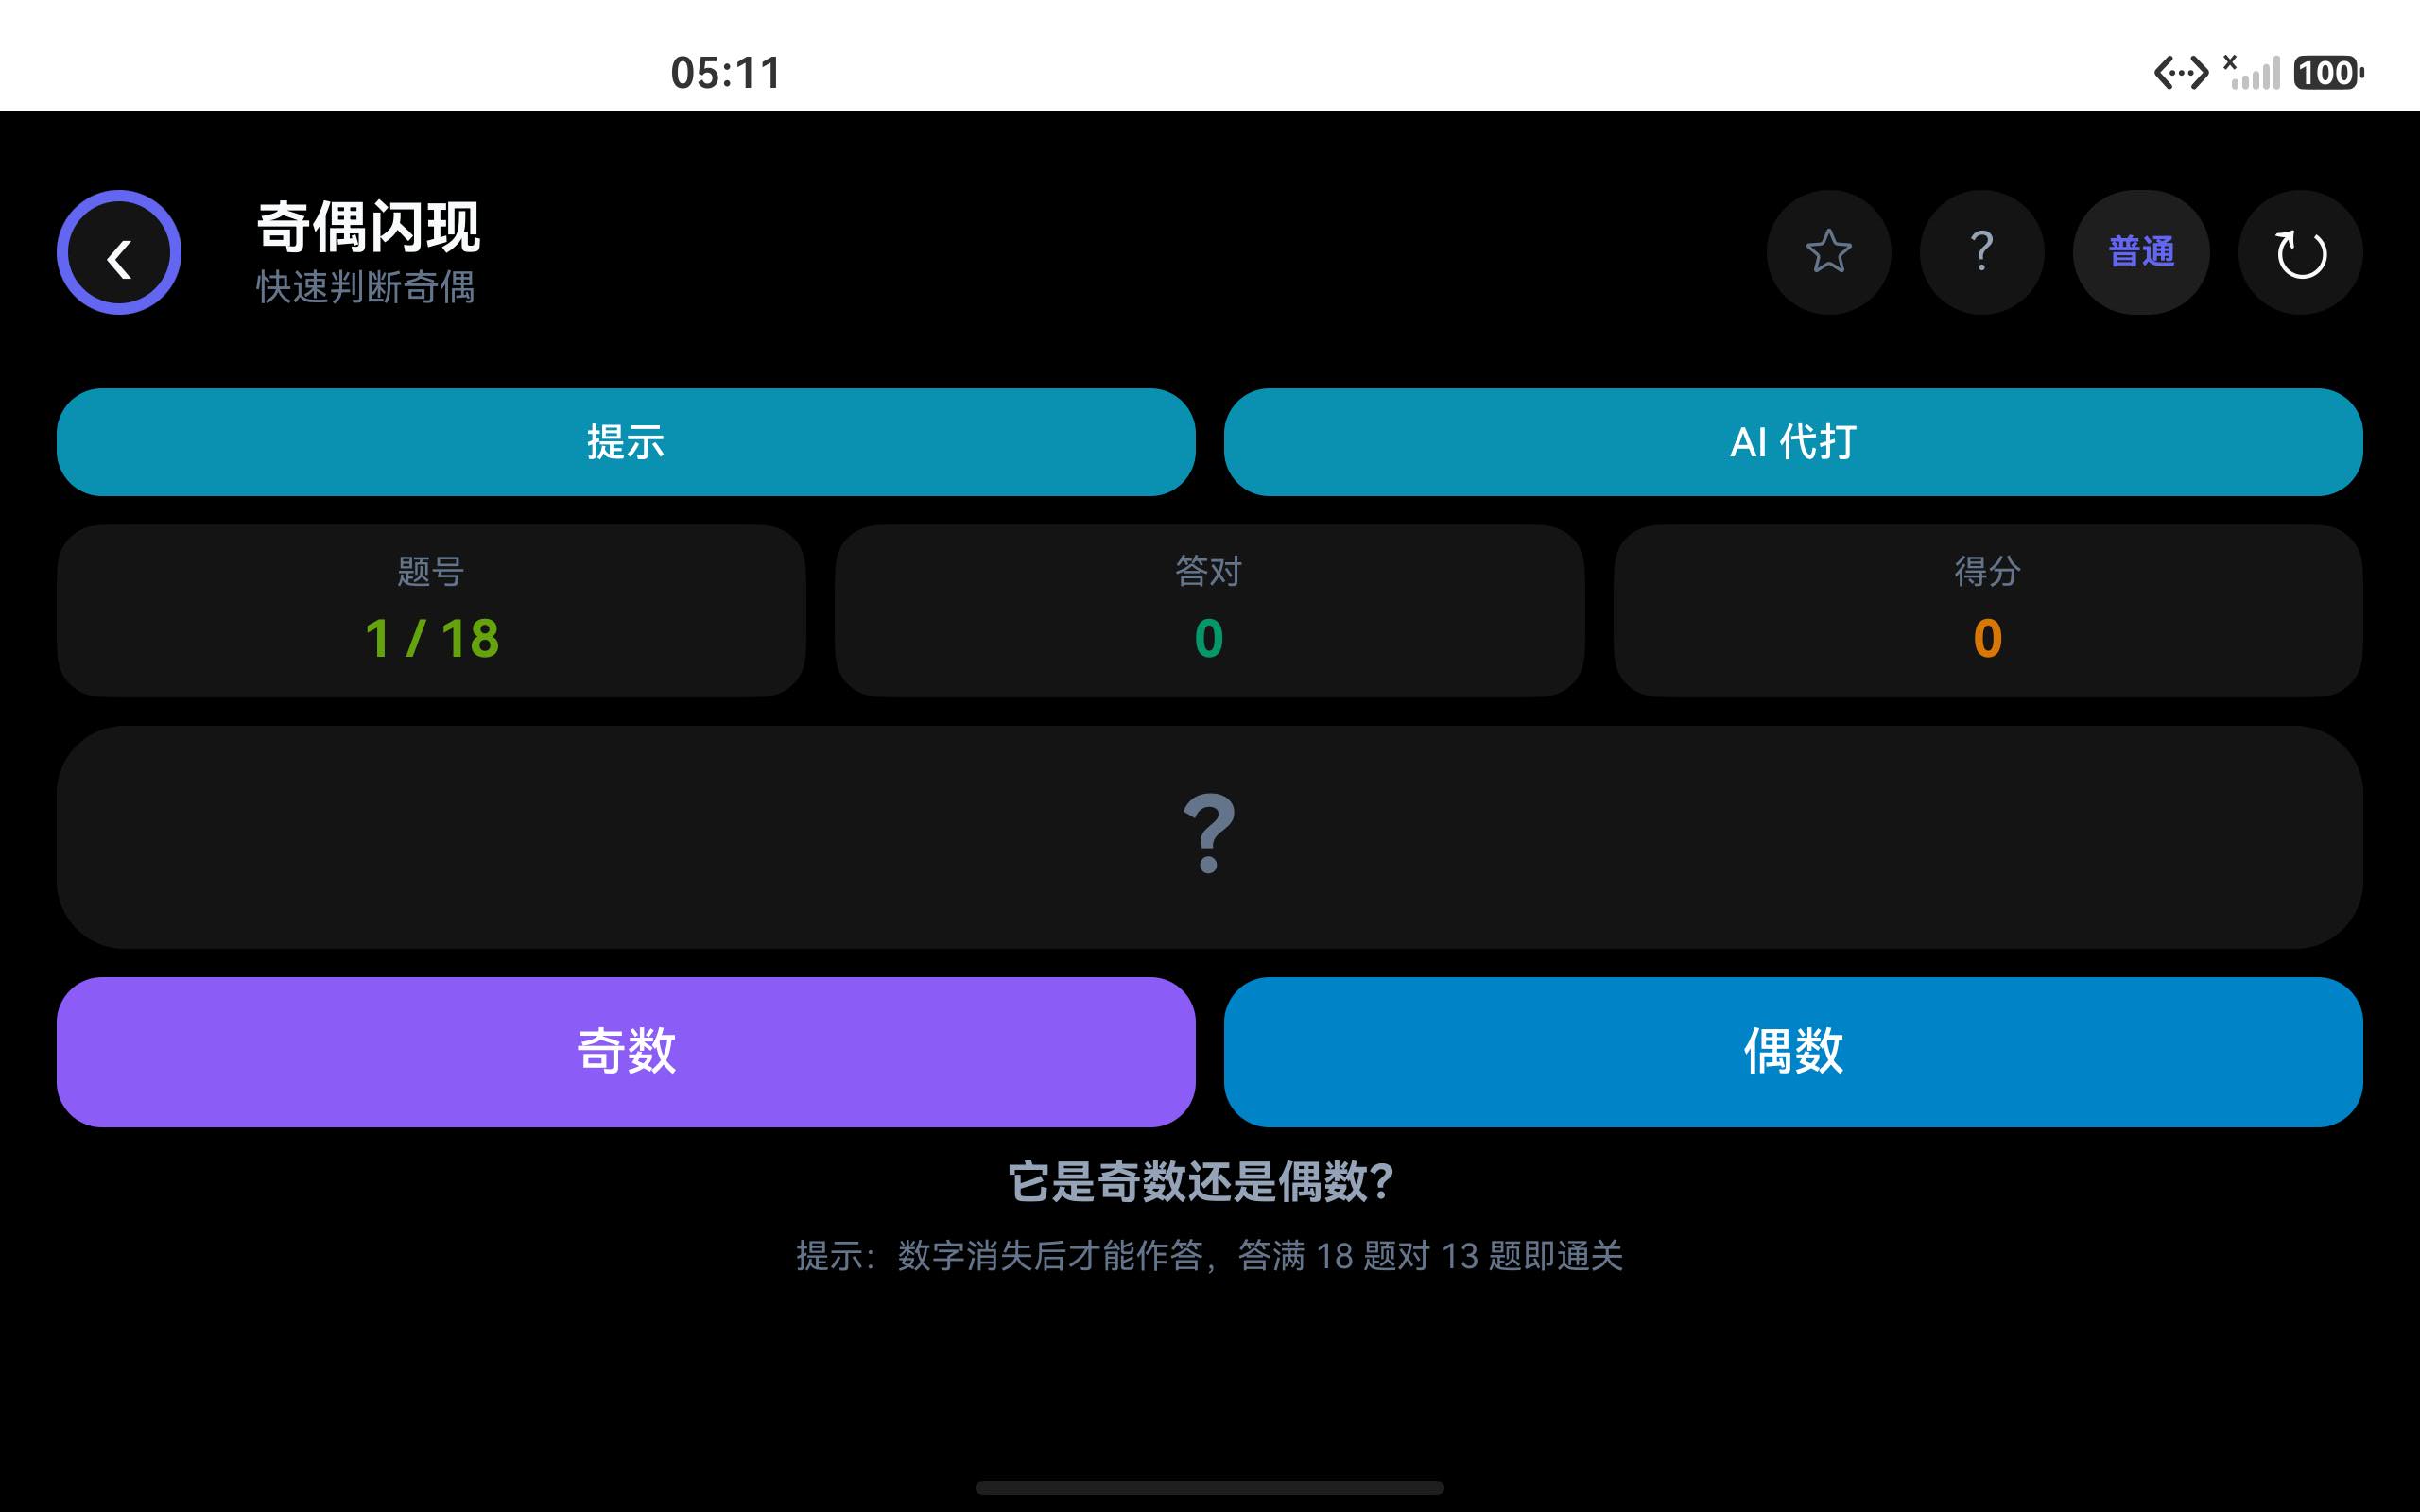 05:11
100
奇偶闪现
快速判断奇偶
?
普通
提示
AI 代打
题号
1 / 18
答对
0
得分
0
?
奇数
偶数
它是奇数还是偶数?
提示：数字消失后才能作答，答满 18 题对 13 题即通关